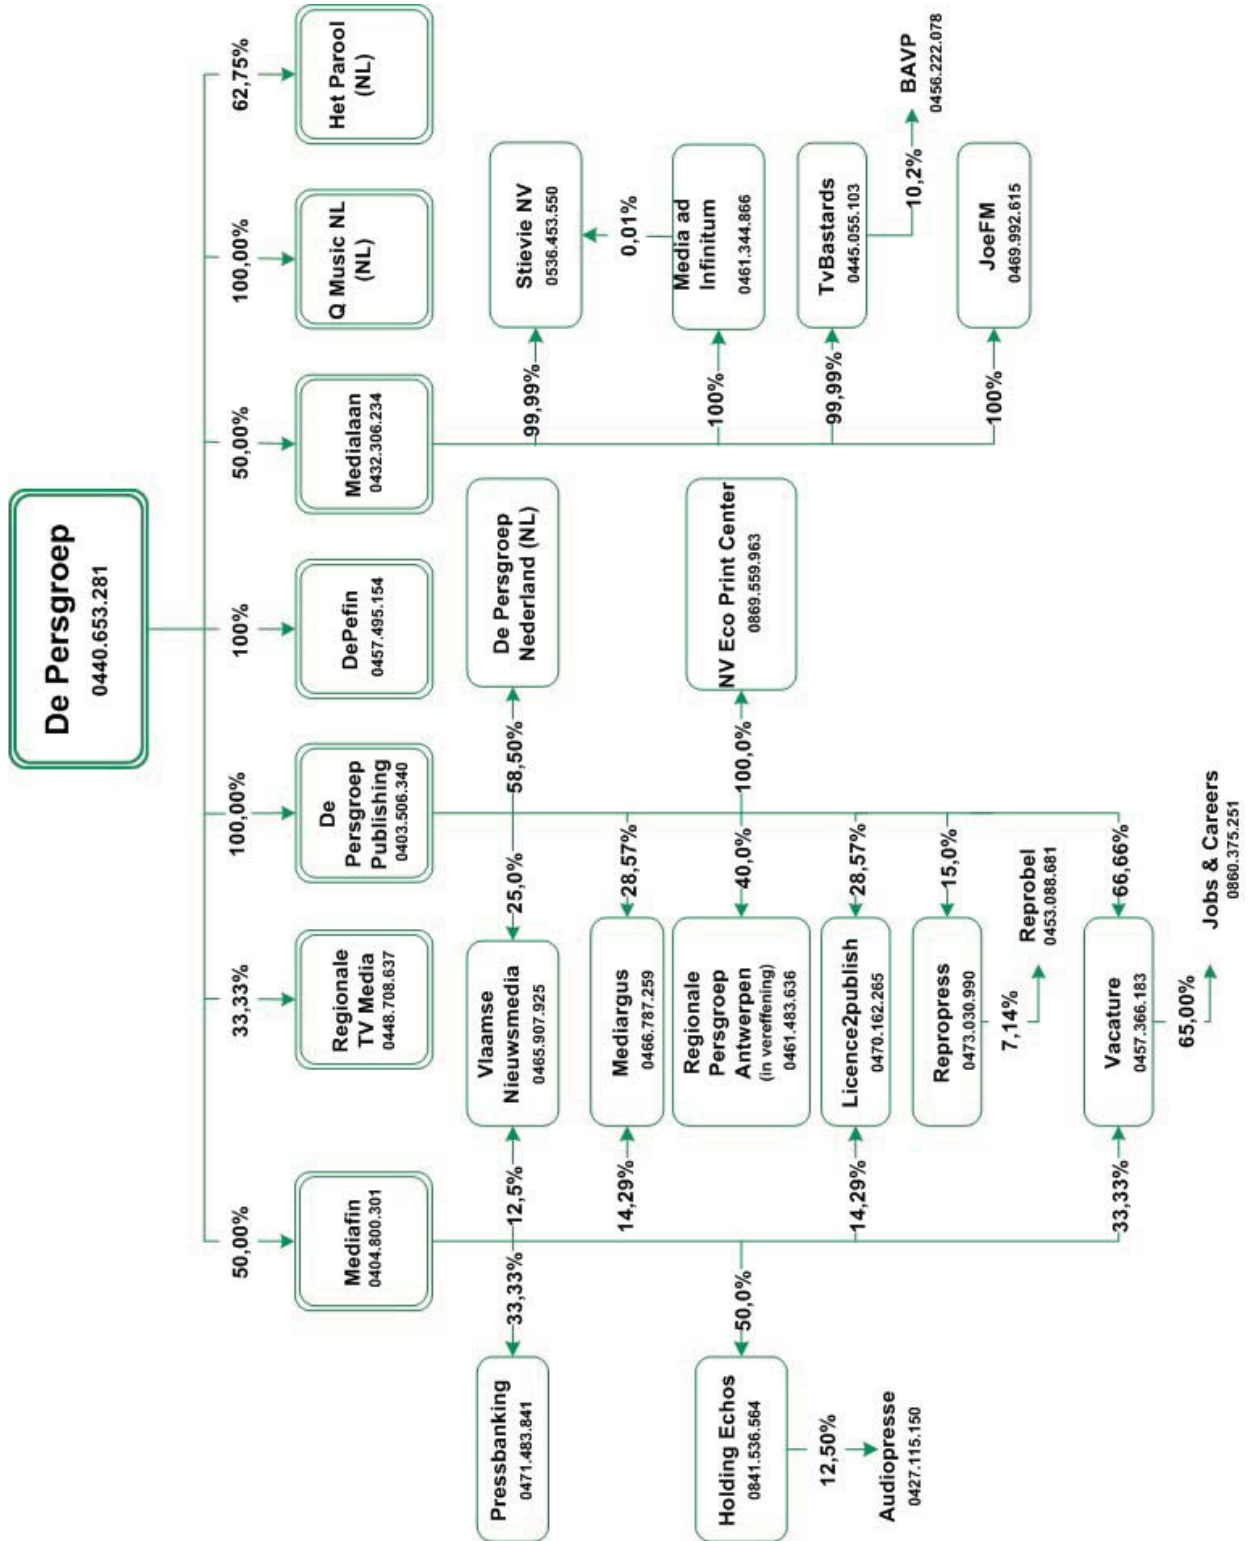 De Persgroep
0440.653.281
50,00%
33,33%
100,00%
100%
50,00%
100,00%
62,75%
Mediafin
0404.800.301
Regionale
TV Media
0448.708.637
De
Persgroep
Publishing
0403.506.340
DePefin
0457.495.154
Medialaan
0432.306.234
Q Music NL
(NL)
Het Parool
(NL)
Pressbanking
0471.483.841
33,33%
12,5%
Vlaamse
Nieuwsmedia
0465.907.925
25,0%
58,50%
De Persgroep
Nederland (NL)
99,99%
Stievie NV
0536.453.550
0,01%
14,29%
Mediargus
0466.787.259
28,57%
100%
Media ad
Infinitum
0461.344.866
Holding Echos
0841.536.564
50,0%
Regionale
Persgroep
Antwerpen
(in vereffening)
0461.483.636
40,0%
100,0%
NV Eco Print Center
0869.559.963
12,50%
Audiopresse
0427.115.150
14,29%
Licence2publish
0470.162.265
28,57%
99,99%
TvBastards
0445.055.103
10,2%
BAVP
0456.222.078
Repropress
0473.030.990
15,0%
7,14%
Reprobel
0453.088.681
100%
JoeFM
0469.992.615
33,33%
Vacature
0457.366.183
66,66%
65,00%
Jobs & Careers
0860.375.251